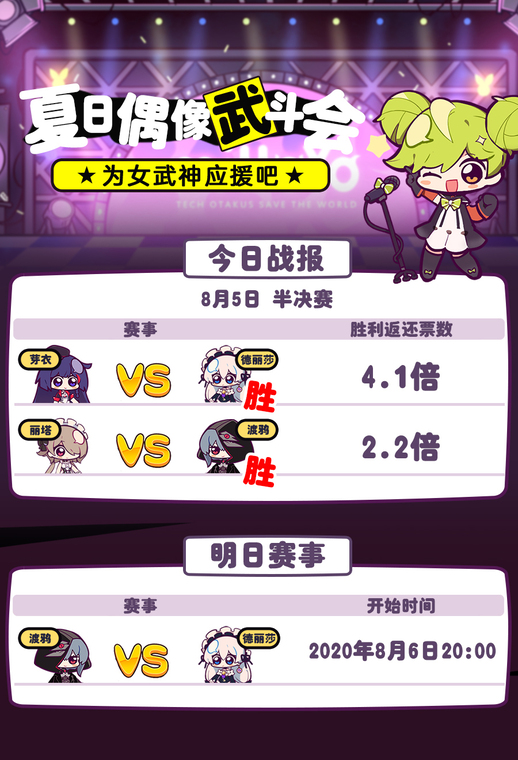 夏日偶像武斗会
★为女武神应援吧★
TECH OTAKUS SAVE THE WORLD
今日战报
8月5日 半决赛
赛事 胜利返还票数
芽衣 VS 德丽莎 胜 4.1倍
丽塔 VS 渡鸦 胜 2.2倍
明日赛事
赛事 开始时间
渡鸦 VS 德丽莎 2020年8月6日20:00